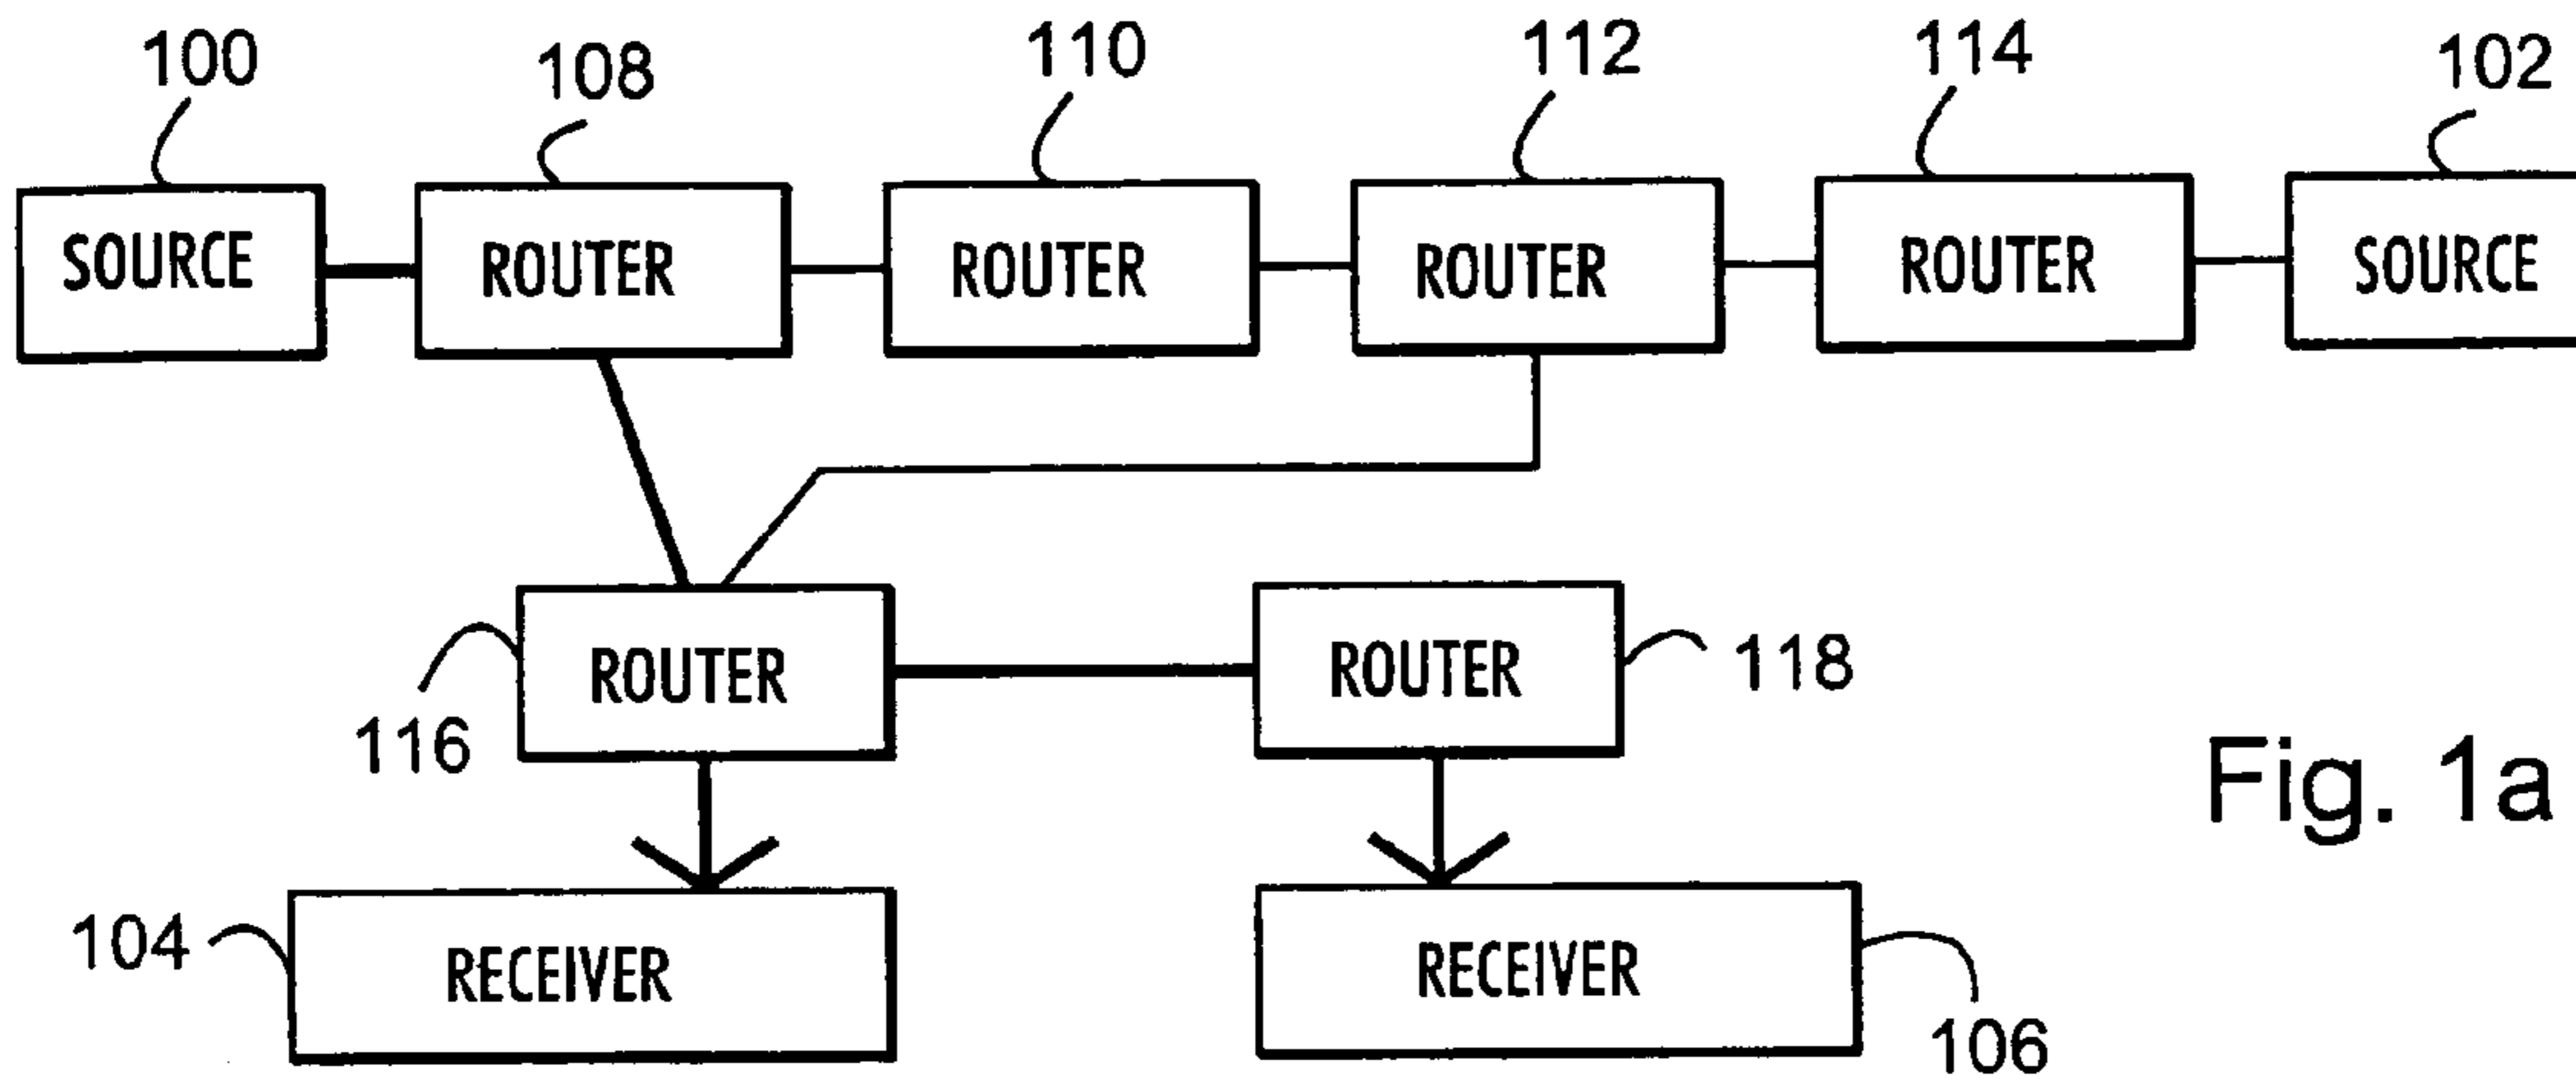 100
108
110
112
114
102
SOURCE
ROUTER
ROUTER
ROUTER
ROUTER
SOURCE
116
ROUTER
ROUTER
118
104
RECEIVER
RECEIVER
106
Fig. 1a